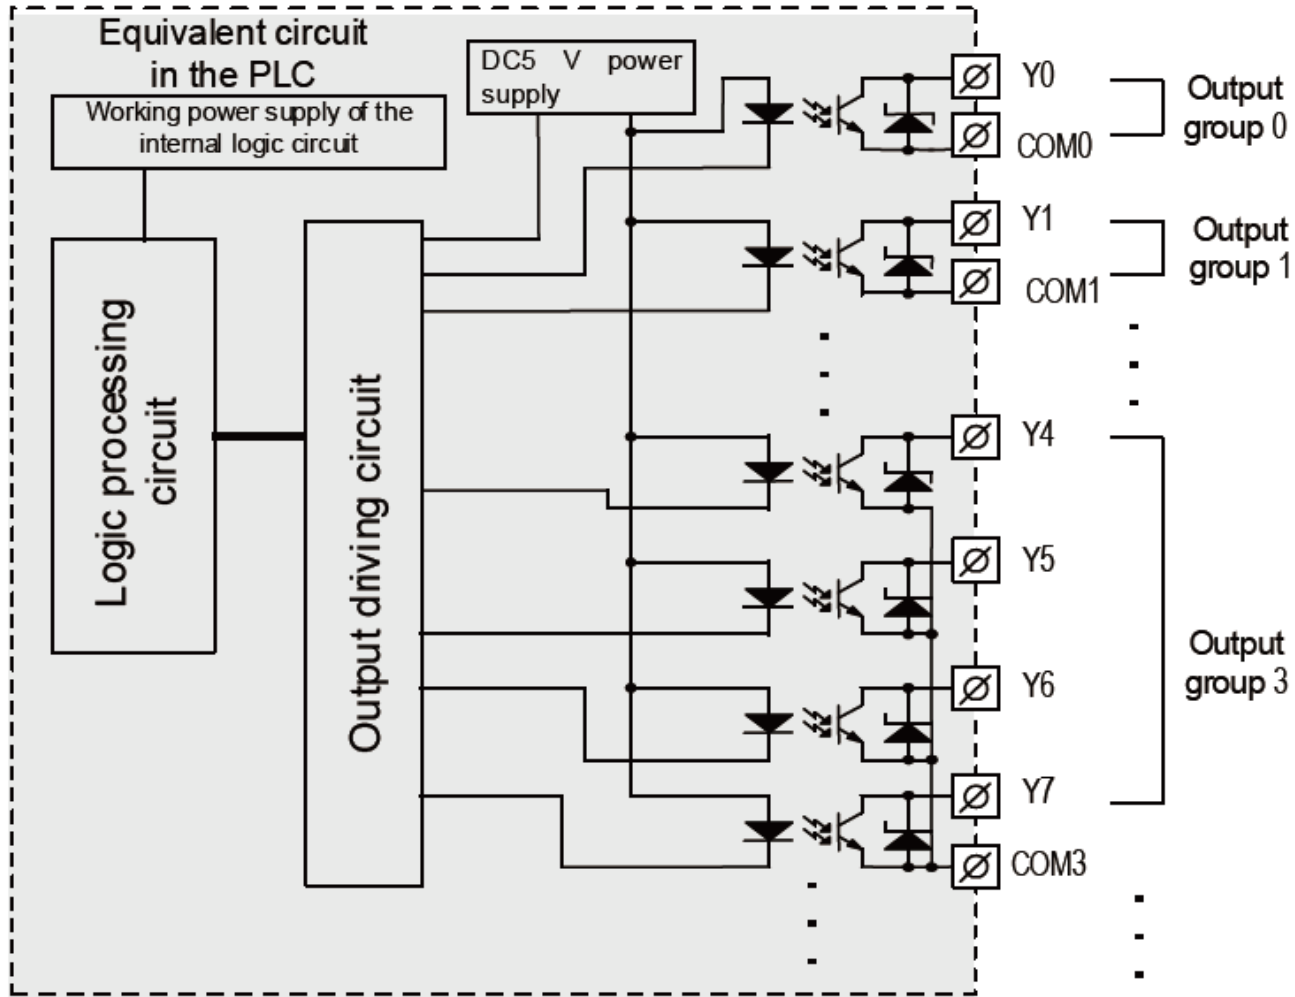 Equivalent circuit
in the PLC
Working power supply of the
internal logic circuit
DC5 V power
supply
Logic processing
circuit
Output driving circuit
Y0
COM0
Output
group 0
Y1
COM1
Output
group 1
Y4
Y5
Y6
Y7
COM3
Output
group 3